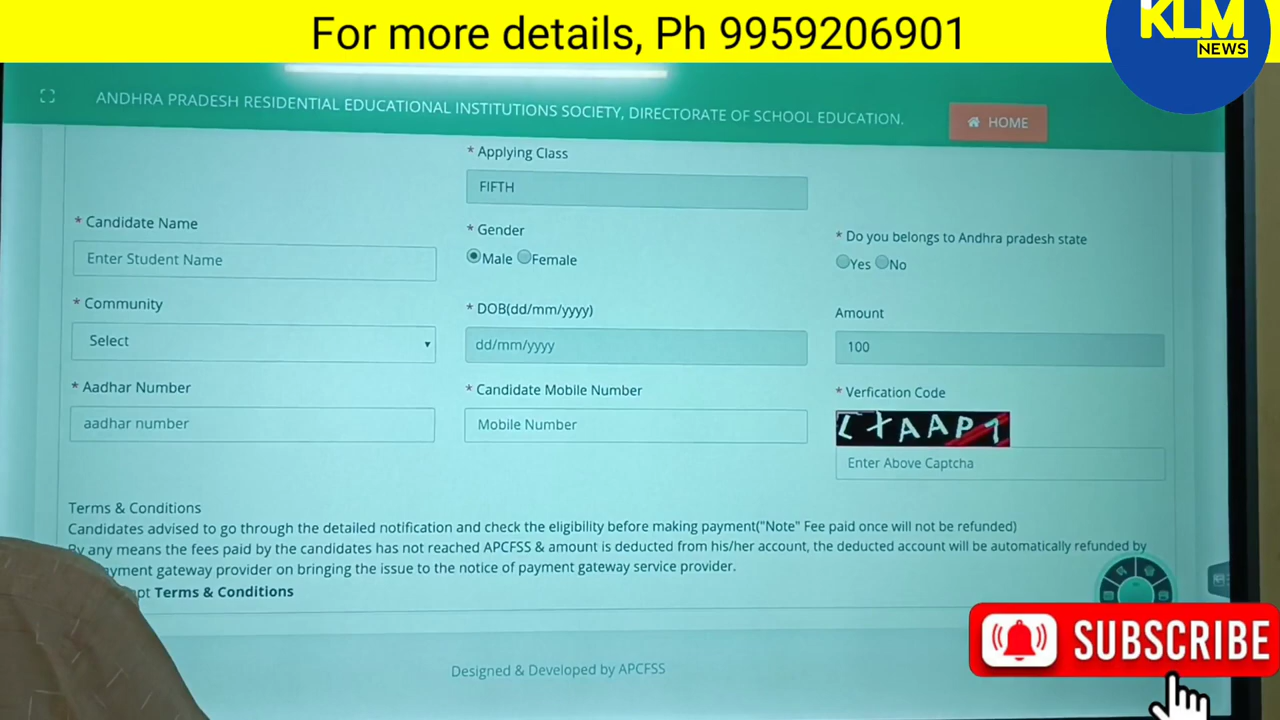 For more details, Ph 9959206901
KLM
NEWS
ANDHRA PRADESH RESIDENTIAL EDUCATIONAL INSTITUTIONS SOCIETY, DIRECTORATE OF SCHOOL EDUCATION.
HOME
* Applying Class
FIFTH
* Candidate Name
Enter Student Name
* Gender
Male Female
* Do you belongs to Andhra pradesh state
Yes No
* Community
Select
* DOB(dd/mm/yyyy)
dd/mm/yyyy
Amount
100
* Aadhar Number
aadhar number
* Candidate Mobile Number
Mobile Number
* Verfication Code
Enter Above Captcha
Terms & Conditions
Candidates advised to go through the detailed notification and check the eligibility before making payment("Note" Fee paid once will not be refunded)
By any means the fees paid by the candidates has not reached APCFSS & amount is deducted from his/her account, the deducted account will be automatically refunded by
gateway provider on bringing the issue to the notice of payment gateway service provider.
Terms & Conditions
Designed & Developed by APCFSS
SUBSCRIBE